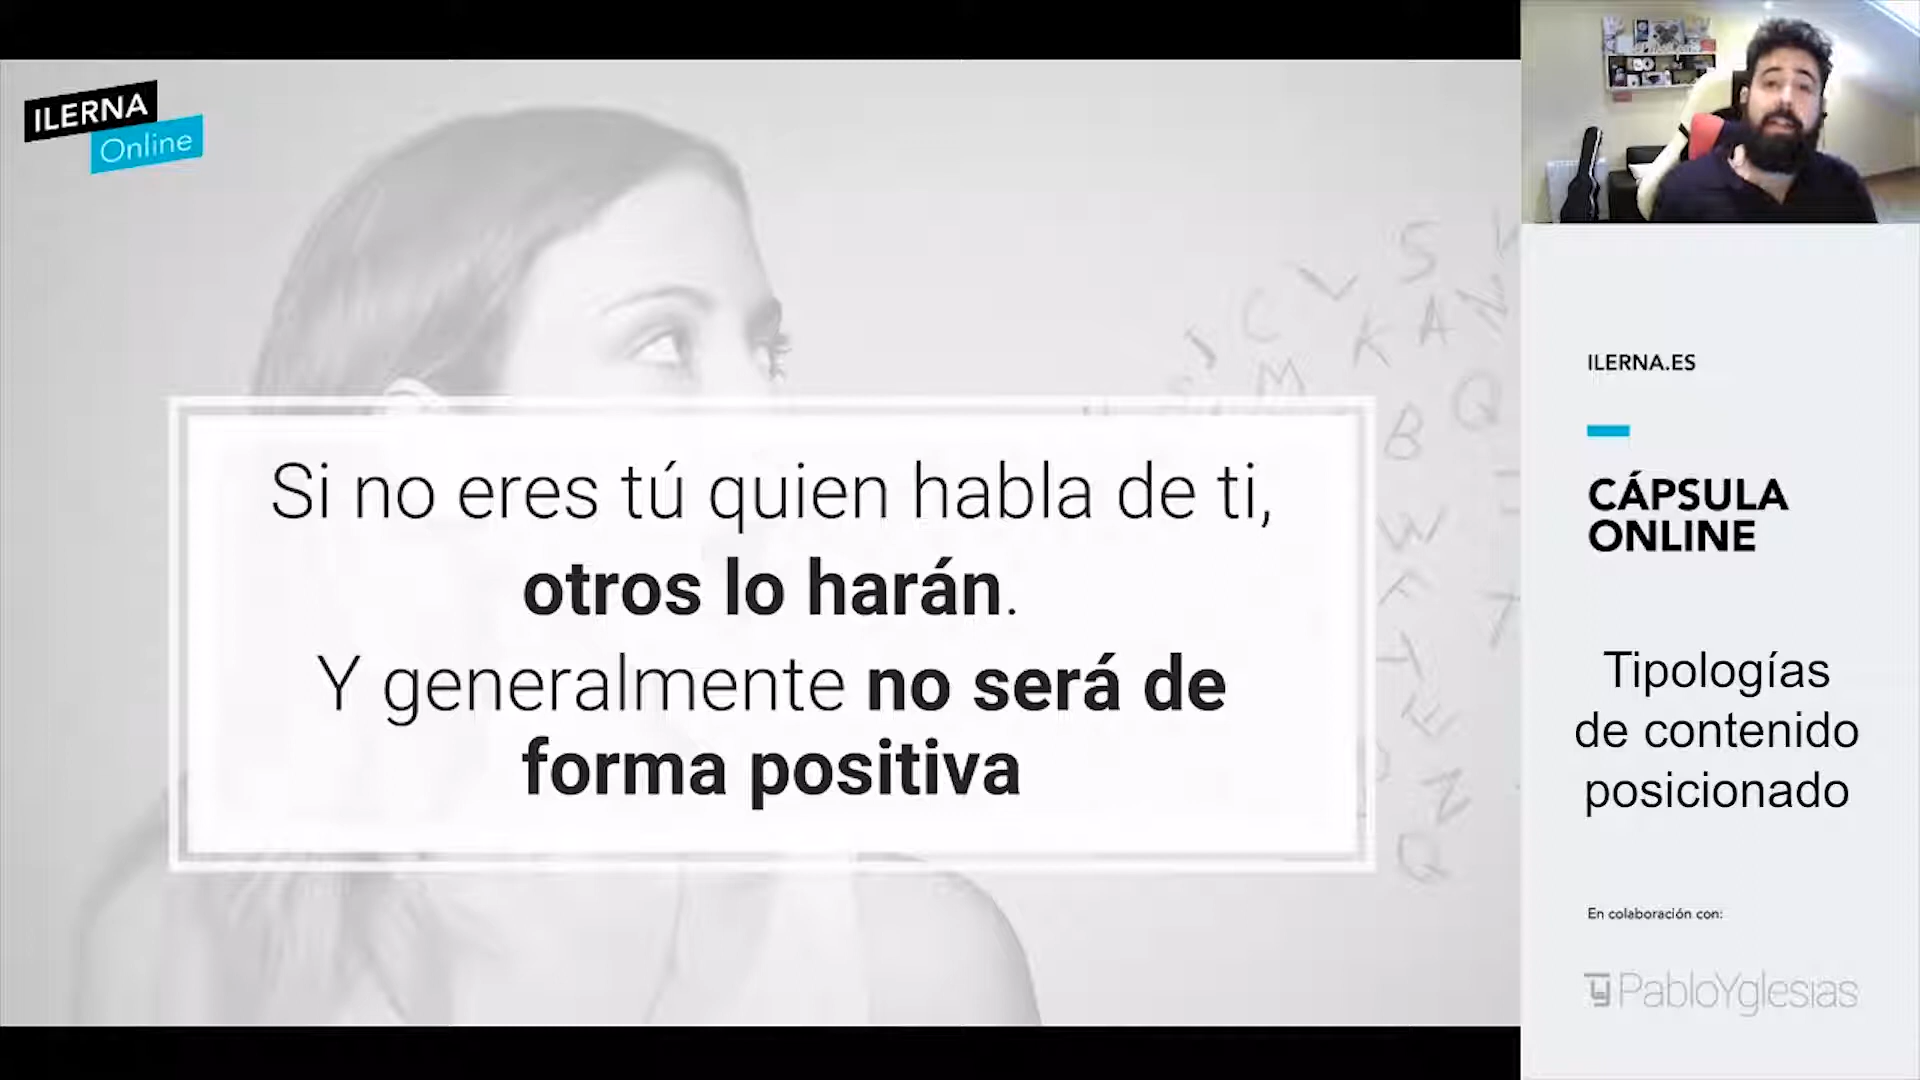 ILERNA
Online
Si no eres tú quien habla de ti,
otros lo harán.
Y generalmente no será de
forma positiva
ILERNA.ES
CÁPSULA
ONLINE
Tipologías
de contenido
posicionado
En colaboración con:
PabloYglesias